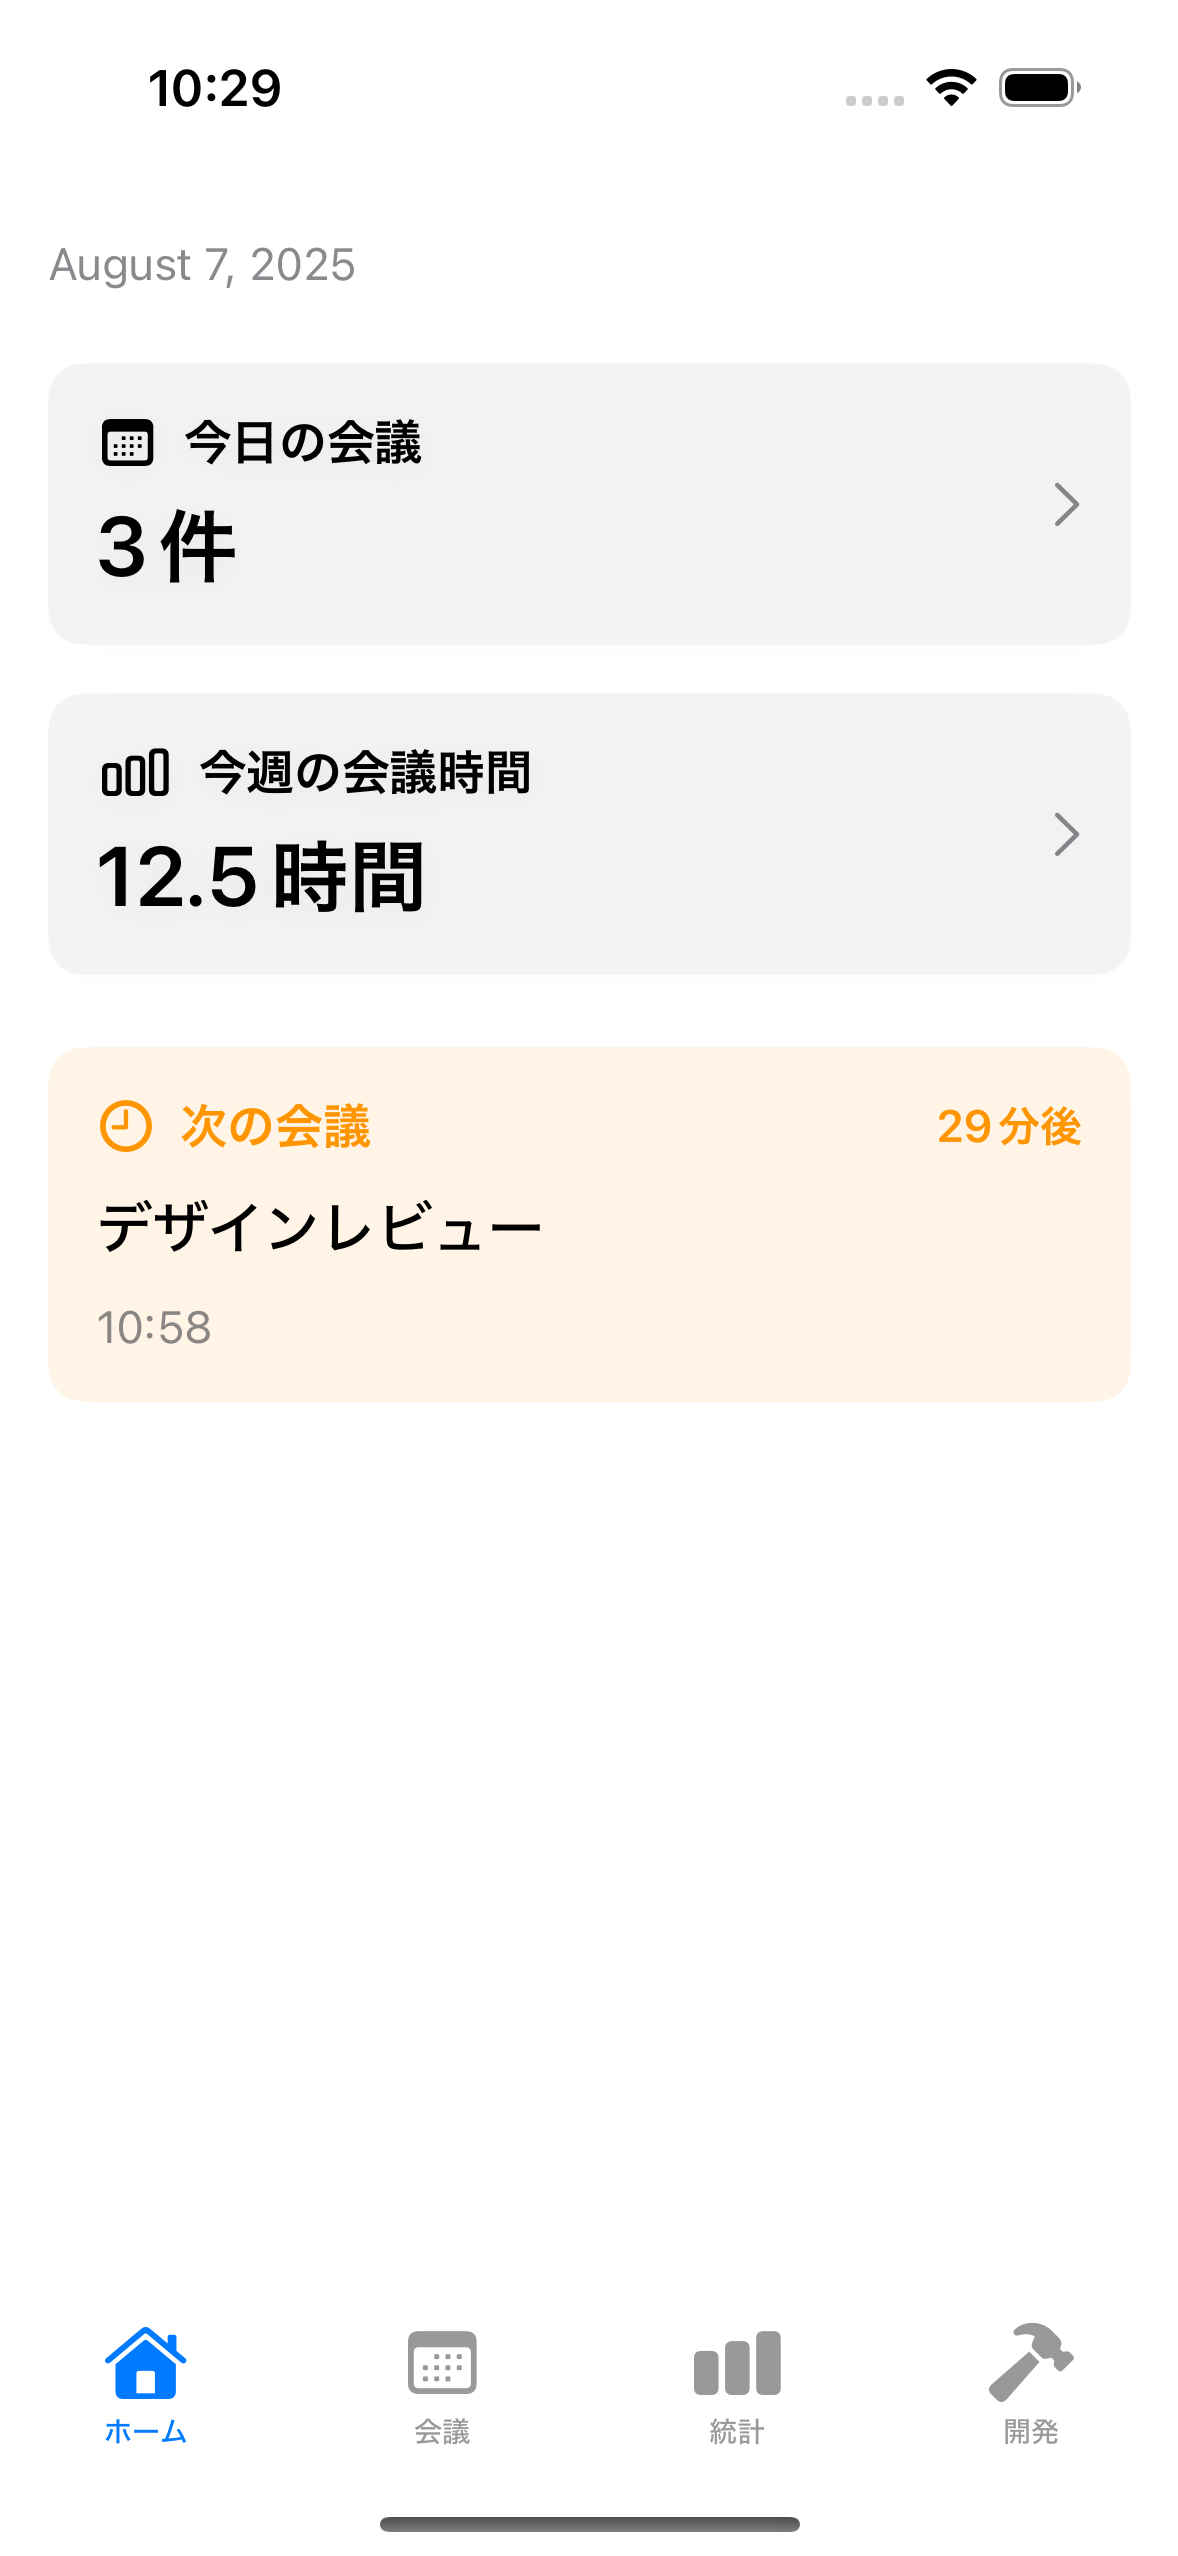 10:29
August 7, 2025
今日の会議
3 件
今週の会議時間
12.5 時間
次の会議
29 分後
デザインレビュー
10:58
ホーム
会議
統計
開発